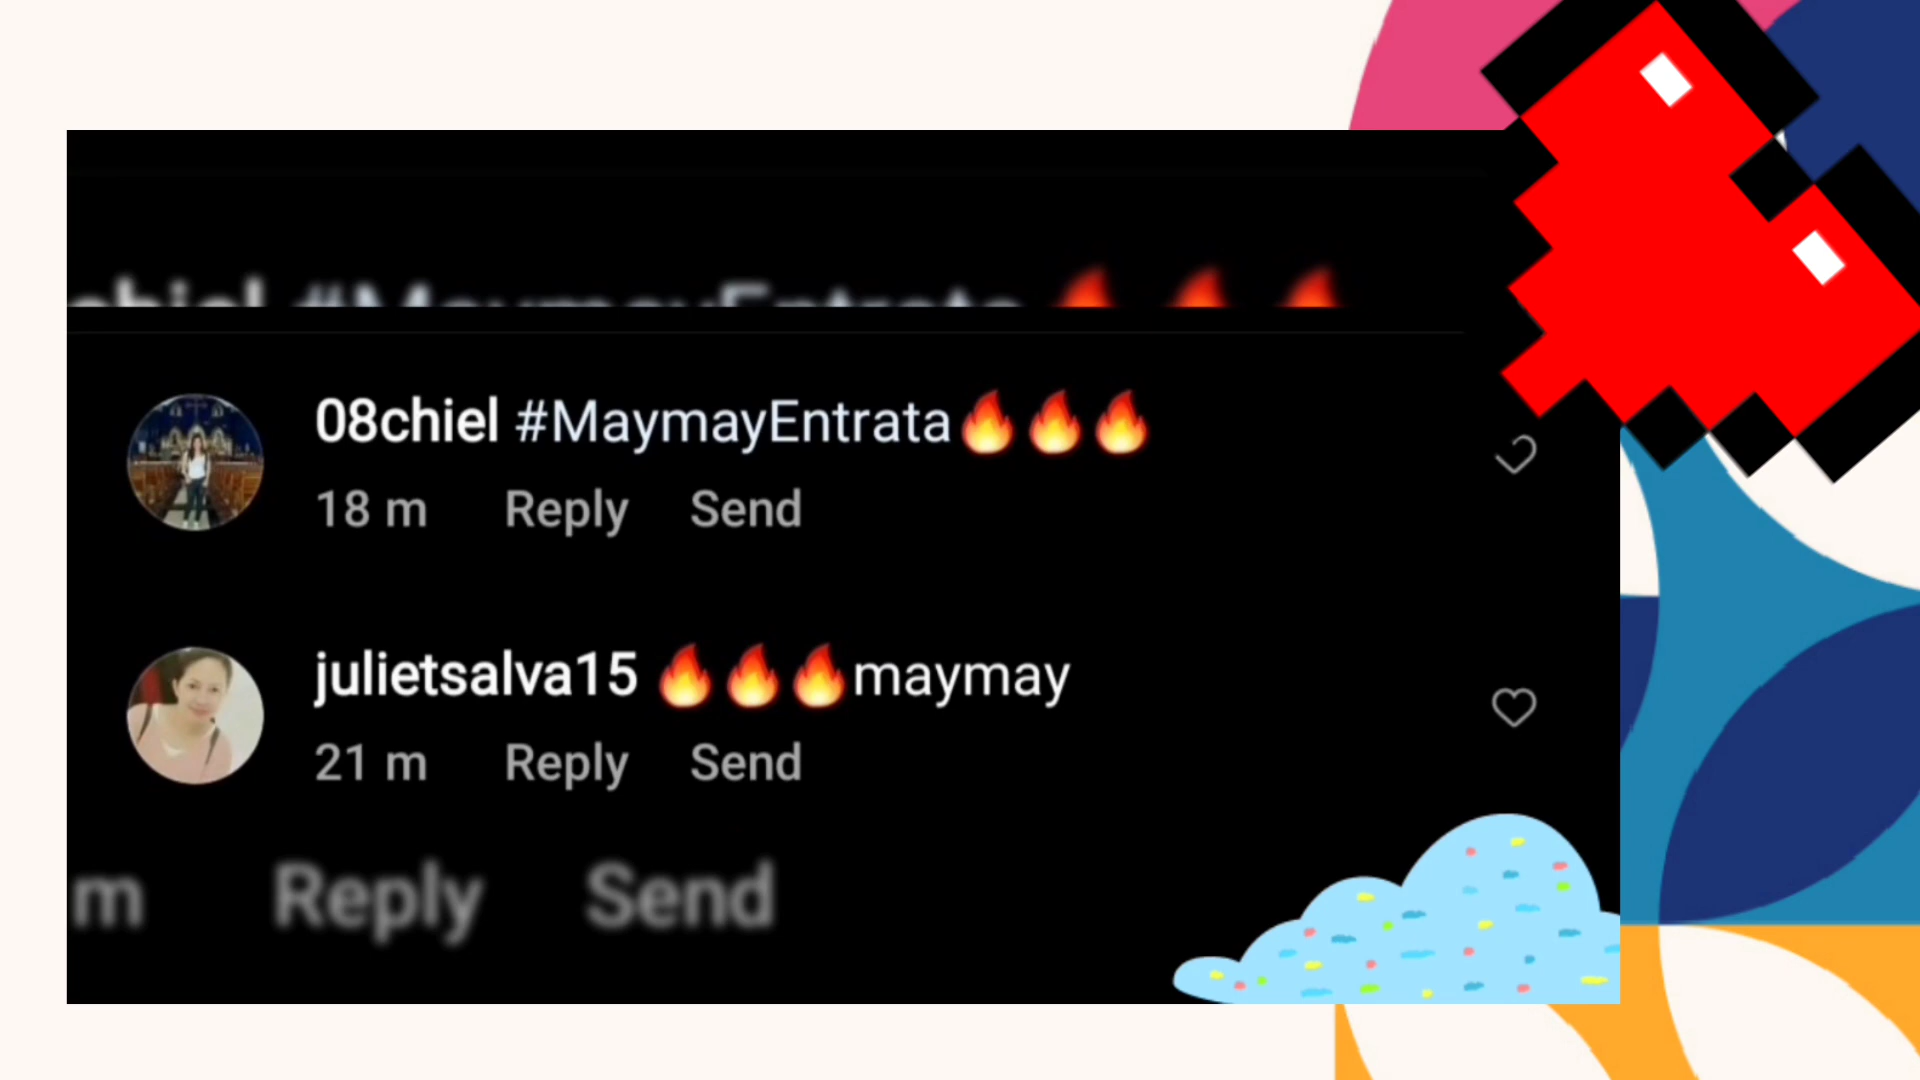 08chiel #MaymayEntrata🔥🔥🔥
18 m Reply Send
julietsalva15 🔥🔥🔥maymay
21 m Reply Send
m Reply Send